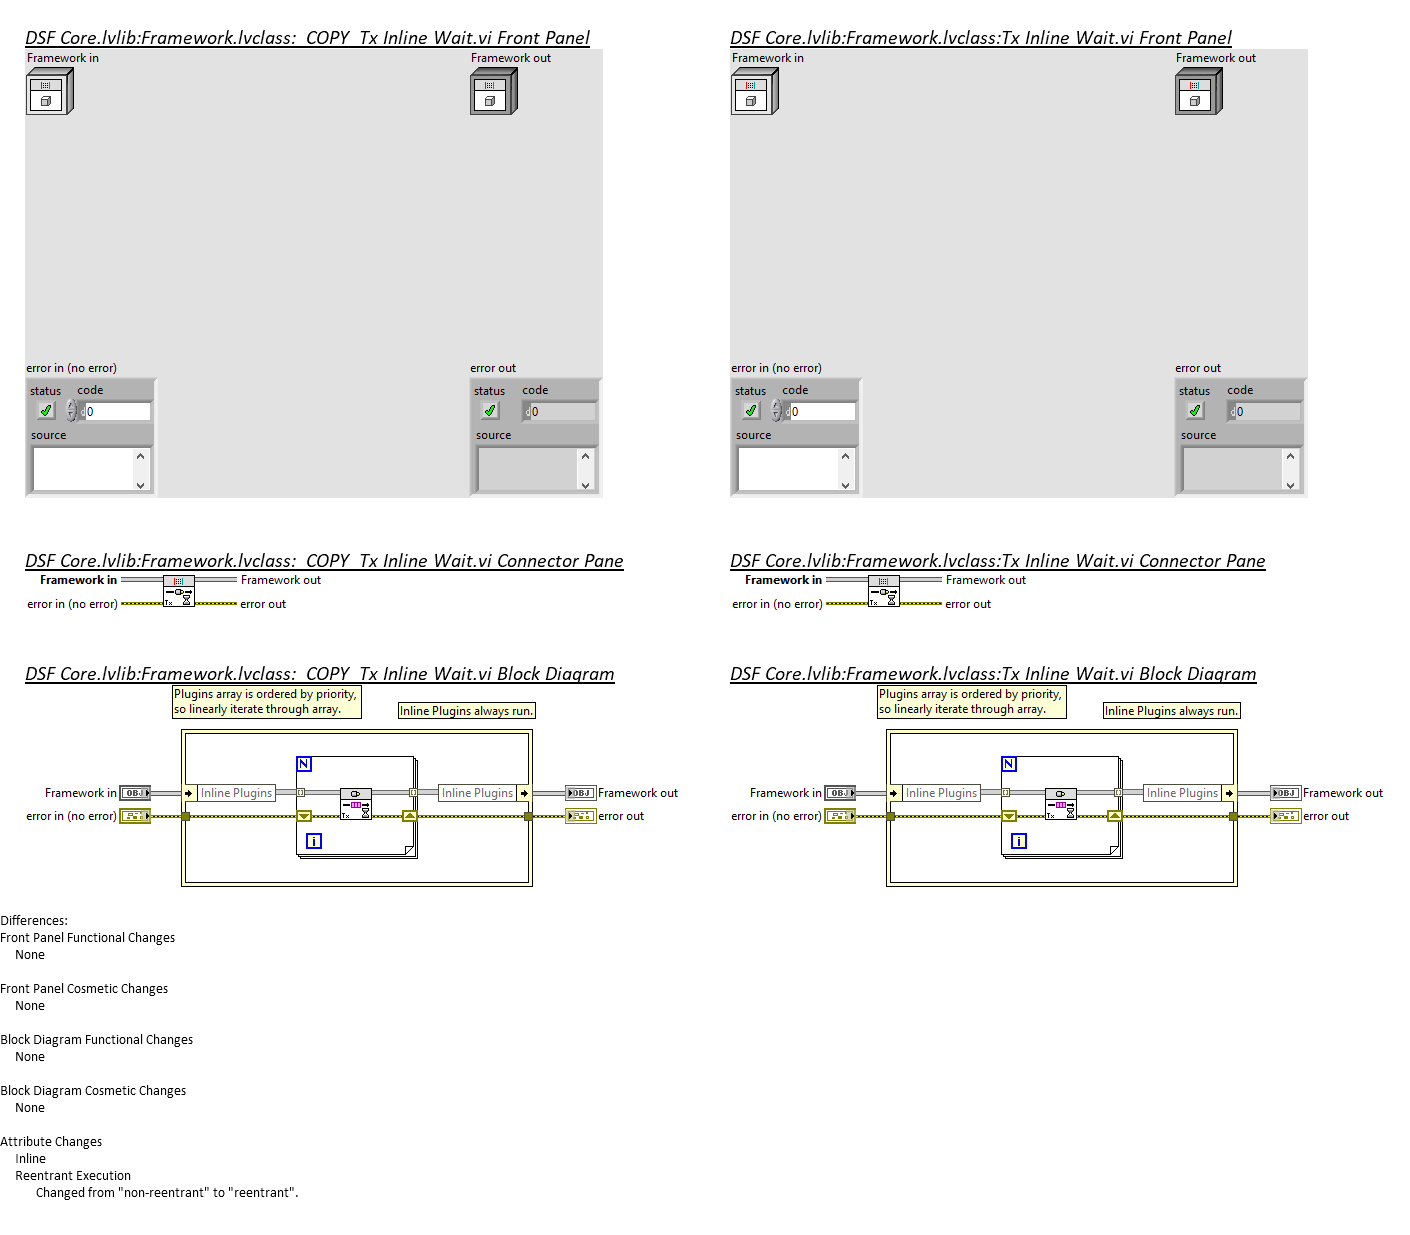 DSF Core.lvlib:Framework.lvclass:_COPY_Tx Inline Wait.vi Front Panel
Framework in
Framework out
error in (no error)
error out
status code
0
source
status code
0
source
DSF Core.lvlib:Framework.lvclass:Tx Inline Wait.vi Front Panel
Framework in
Framework out
error in (no error)
error out
status code
0
source
status code
0
source
DSF Core.lvlib:Framework.lvclass:_COPY_Tx Inline Wait.vi Connector Pane
Framework in
Framework out
Tx
error in (no error)
error out
DSF Core.lvlib:Framework.lvclass:Tx Inline Wait.vi Connector Pane
Framework in
Framework out
Tx
error in (no error)
error out
DSF Core.lvlib:Framework.lvclass:_COPY_Tx Inline Wait.vi Block Diagram
Plugins array is ordered by priority,
so linearly iterate through array.
Inline Plugins always run.
N
Framework in
OBJ
Inline Plugins
Inline Plugins
OBJ
Framework out
Tx
error in (no error)
error out
i
DSF Core.lvlib:Framework.lvclass:Tx Inline Wait.vi Block Diagram
Plugins array is ordered by priority,
so linearly iterate through array.
Inline Plugins always run.
N
Framework in
OBJ
Inline Plugins
Inline Plugins
OBJ
Framework out
Tx
error in (no error)
error out
i
Differences:
Front Panel Functional Changes
None
Front Panel Cosmetic Changes
None
Block Diagram Functional Changes
None
Block Diagram Cosmetic Changes
None
Attribute Changes
Inline
Reentrant Execution
Changed from "non-reentrant" to "reentrant".